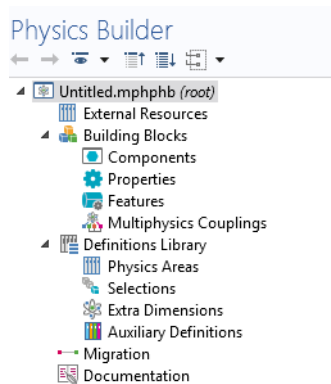 Physics Builder
Untitled.mphphb (root)
External Resources
Building Blocks
Components
Properties
Features
Multiphysics Couplings
Definitions Library
Physics Areas
Selections
Extra Dimensions
Auxiliary Definitions
Migration
Documentation